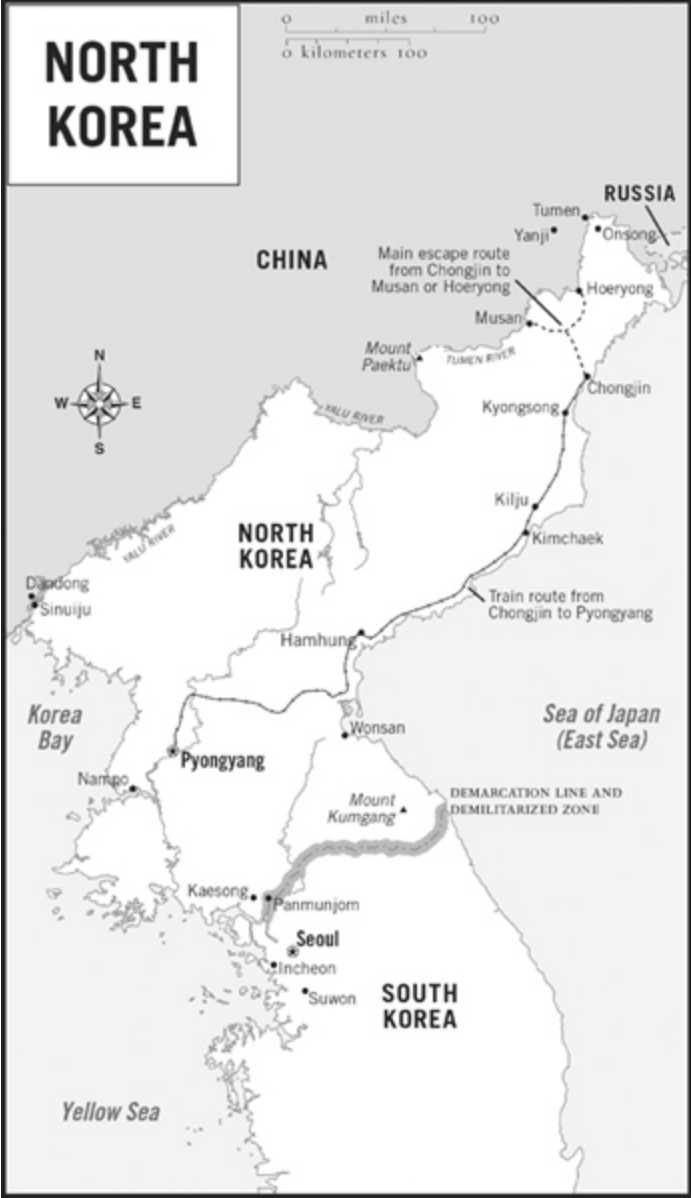 NORTH
KOREA
0 miles 100
0 kilometers 100
RUSSIA
Tumen
Yanji
Onsong
CHINA
Main escape route
from Chongjin to
Musan or Hoeryong
Hoeryong
Musan
Mount
Paektu
TUMEN RIVER
N
W
E
S
Chongjin
YALU RIVER
Kyongsong
Kilju
NORTH
KOREA
YALU RIVER
Kimchaek
Dandong
Sinuiju
Train route from
Chongjin to Pyongyang
Hamhung
Korea
Bay
Sea of Japan
(East Sea)
Wonsan
Pyongyang
Nampo
Mount
Kumgang
DEMARCATION LINE AND
DEMILITARIZED ZONE
Kaesong
Panmunjom
Seoul
Incheon
Suwon
SOUTH
KOREA
Yellow Sea